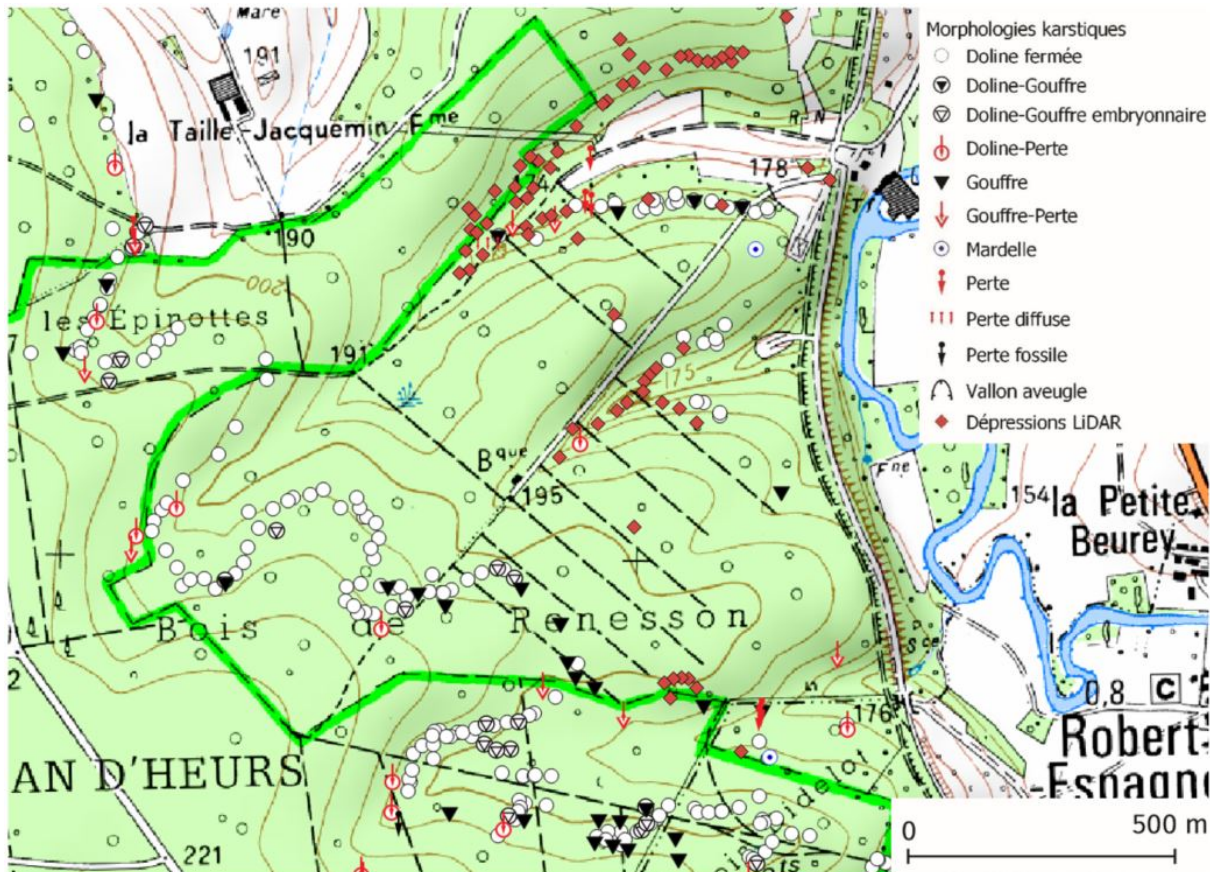 Mare
191
la Taille-Jacquemin Fme
190
200
les Épinottes
191
178
R N
175
Bque
195
Bois de Renesson
Fne
154
la Petite
Beurey
Sce
176
0,8
C
Robert-
-Espagne
AN D'HEURS
221
Morphologies karstiques
Doline fermée
Doline-Gouffre
Doline-Gouffre embryonnaire
Doline-Perte
Gouffre
Gouffre-Perte
Mardelle
Perte
Perte diffuse
Perte fossile
Vallon aveugle
Dépressions LiDAR
0
500 m